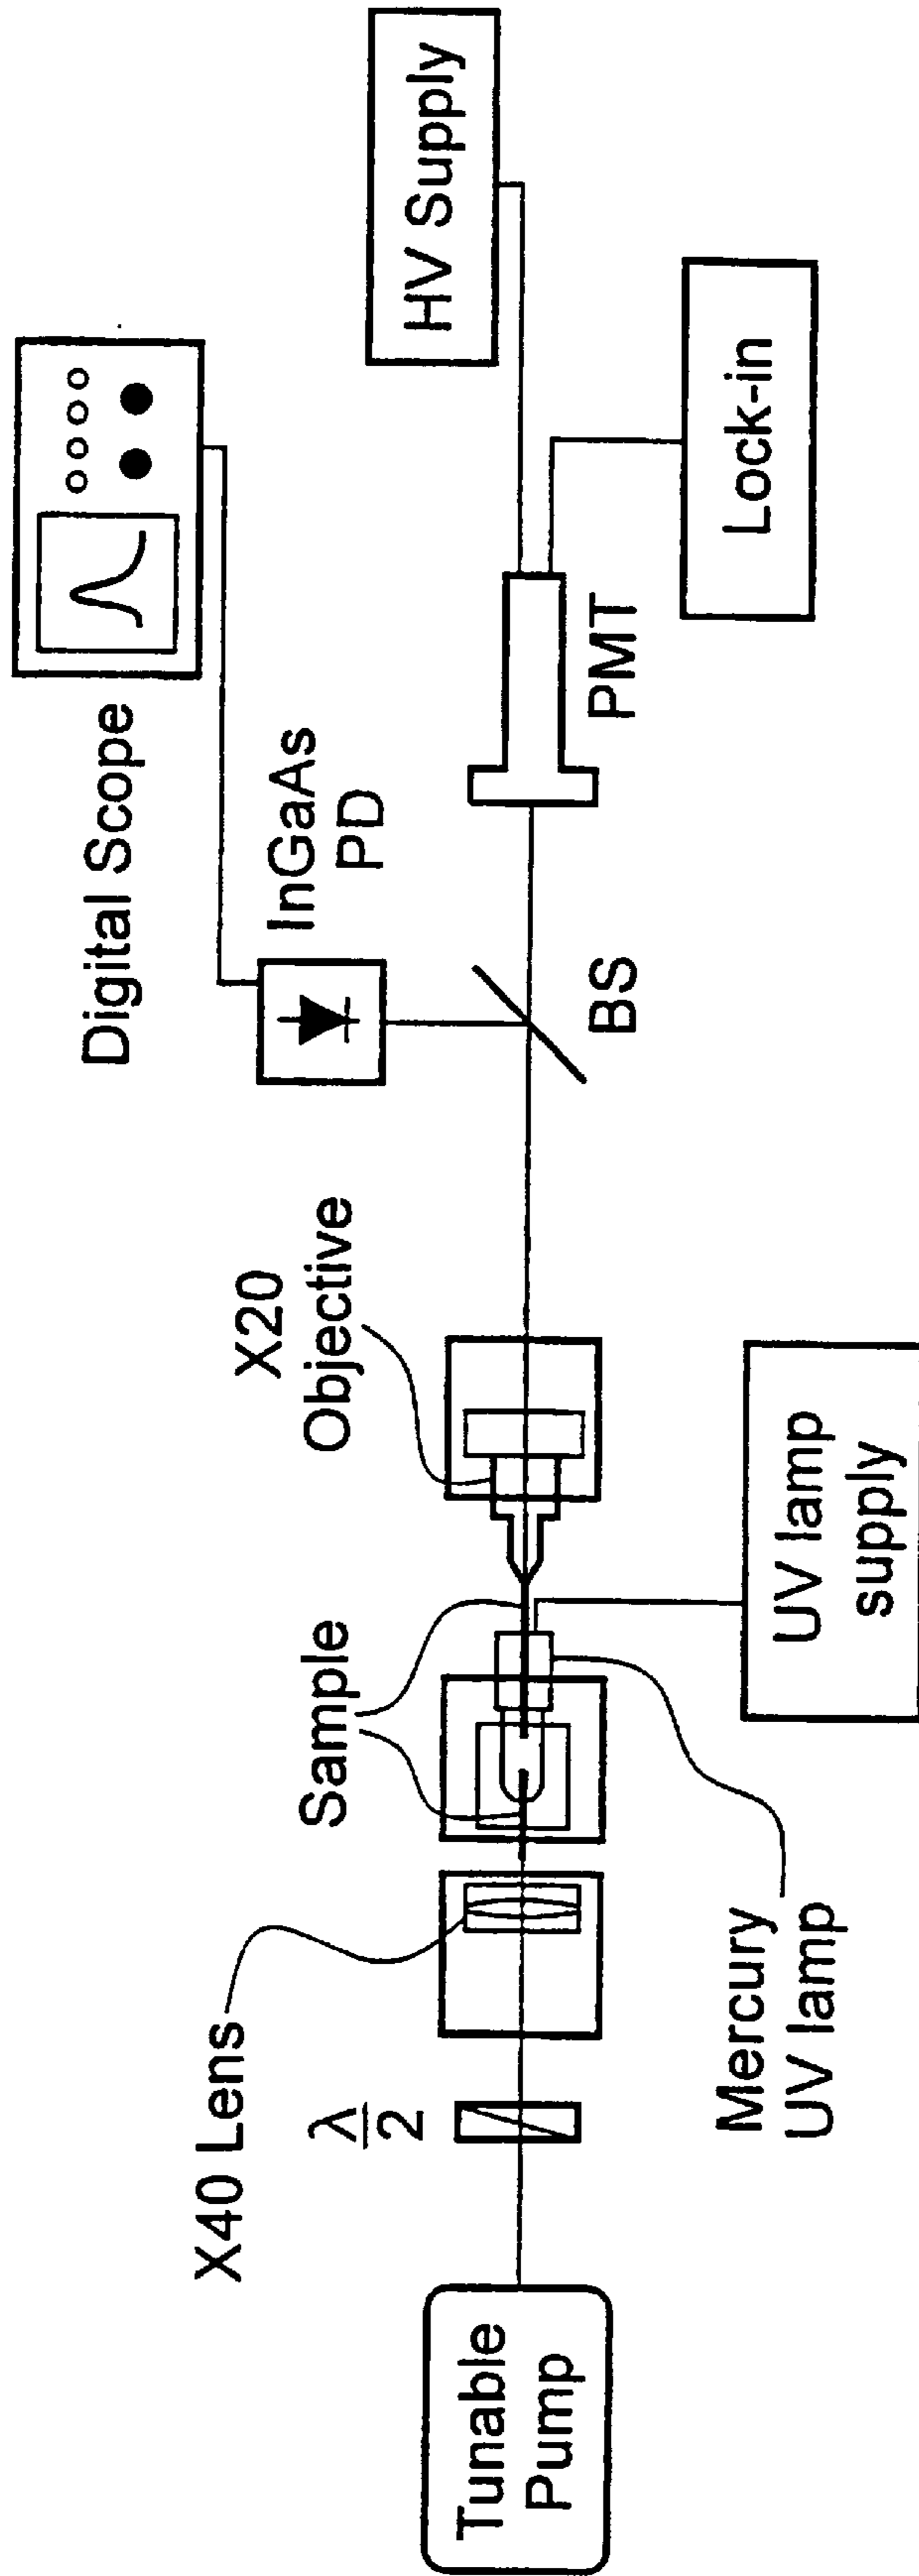 Digital Scope
HV Supply
InGaAs
PD
X20
Objective
Sample
X40 Lens
λ
2
Tunable
Pump
BS
PMT
Lock-in
Mercury
UV lamp
UV lamp
supply